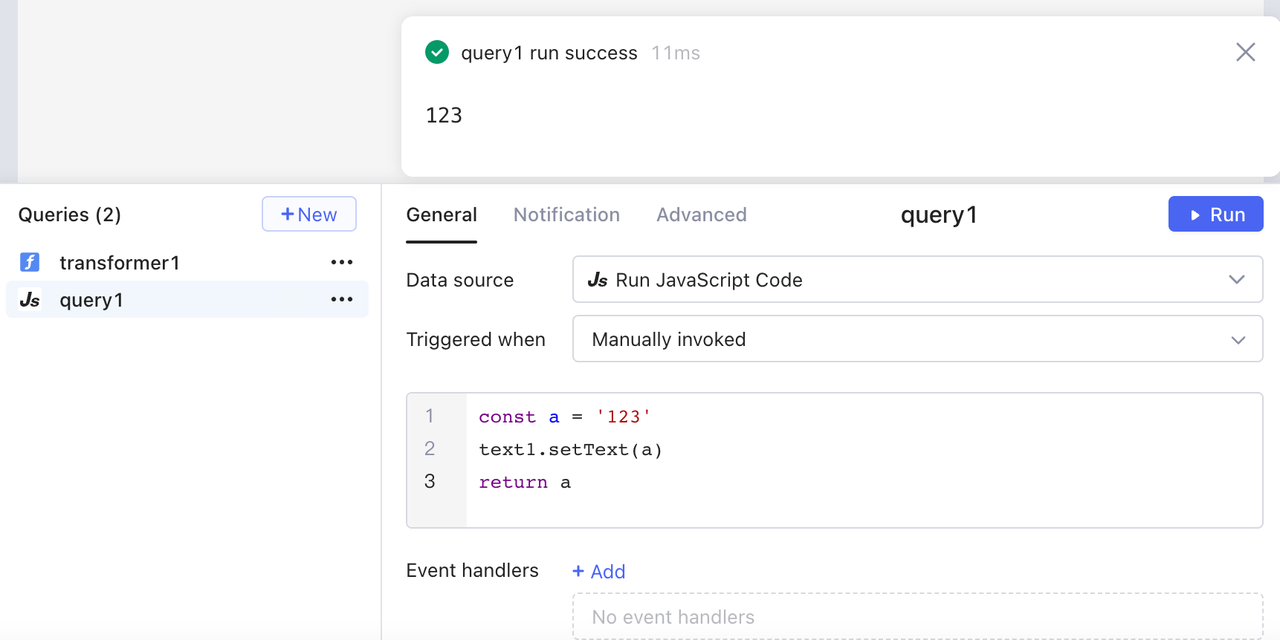 query1 run success 11ms
123
Queries (2)
+ New
General
Notification
Advanced
query1
Run
ƒ transformer1
Js query1
Data source
Js Run JavaScript Code
Triggered when
Manually invoked
1 const a = '123'
2 text1.setText(a)
3 return a
Event handlers
+ Add
No event handlers